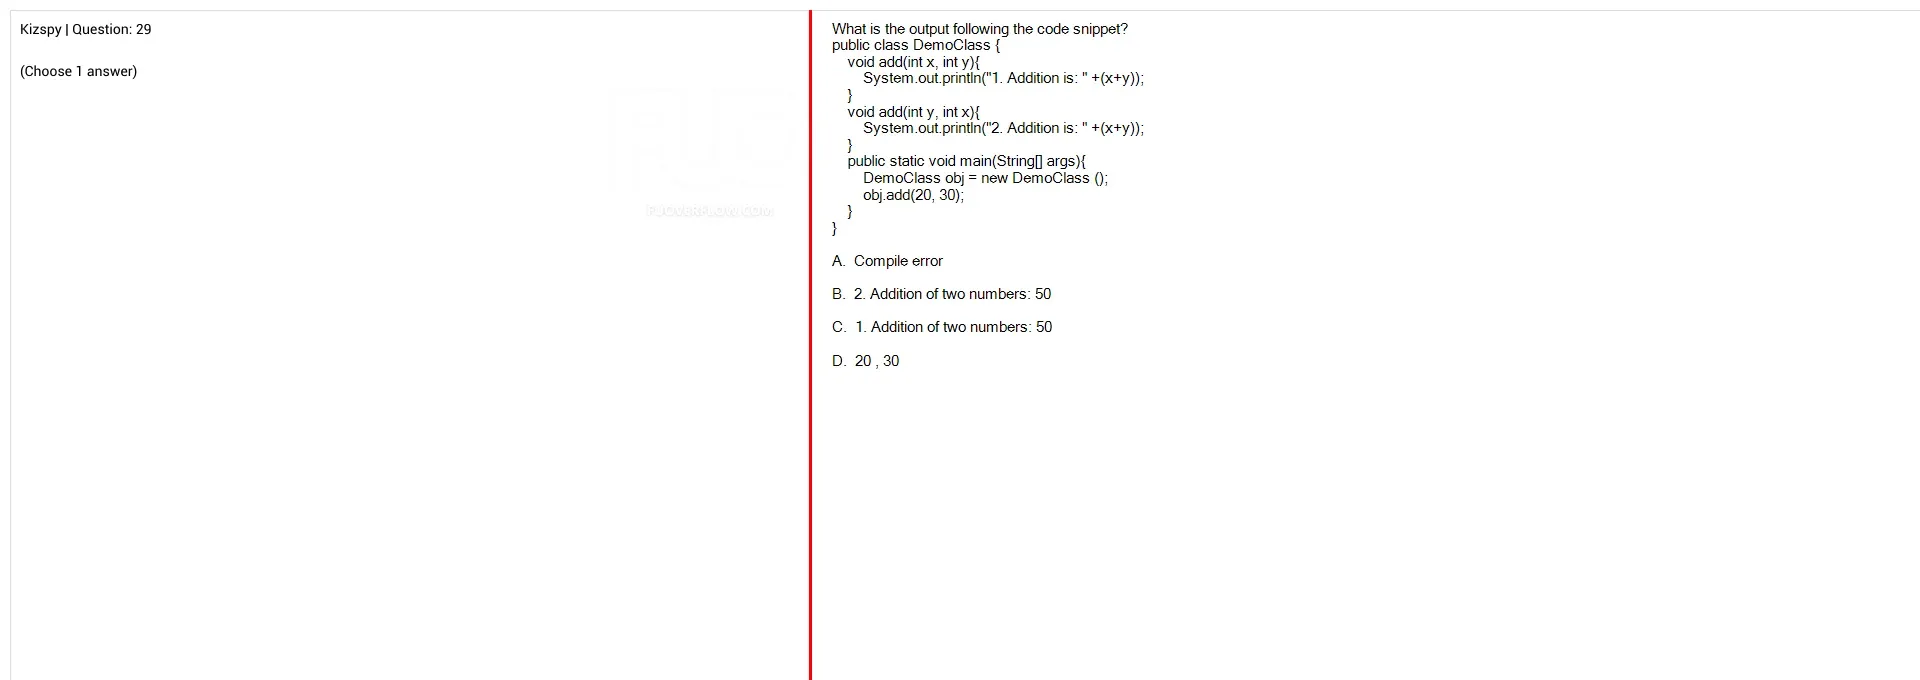 Kizspy | Question: 29
(Choose 1 answer)
FUOVERFLOW.COM
What is the output following the code snippet?
public class DemoClass {
void add(int x, int y){
System.out.println("1. Addition is: " +(x+y));
}
void add(int y, int x){
System.out.println("2. Addition is: " +(x+y));
}
public static void main(String[] args){
DemoClass obj = new DemoClass ();
obj.add(20, 30);
}
}
A. Compile error
B. 2. Addition of two numbers: 50
C. 1. Addition of two numbers: 50
D. 20 , 30